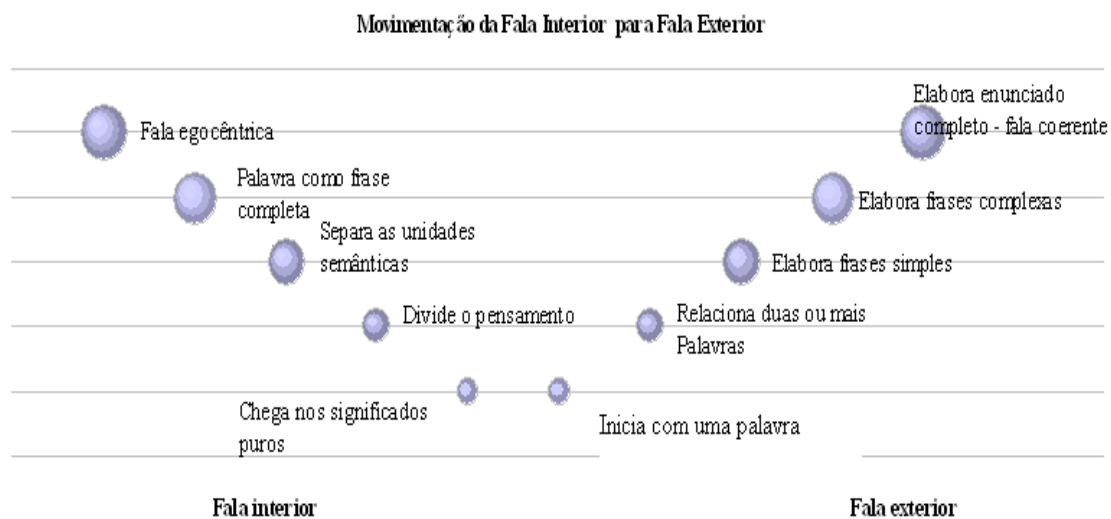 Movimentação da Fala Interior para Fala Exterior
Elabora enunciado
completo - fala coerente
Fala egocêntrica
Palavra como frase
completa
Elabora frases complexas
Separa as unidades
semânticas
Elabora frases simples
Divide o pensamento
Relaciona duas ou mais
Palavras
Chega nos significados
puros
Inicia com uma palavra
Fala interior
Fala exterior